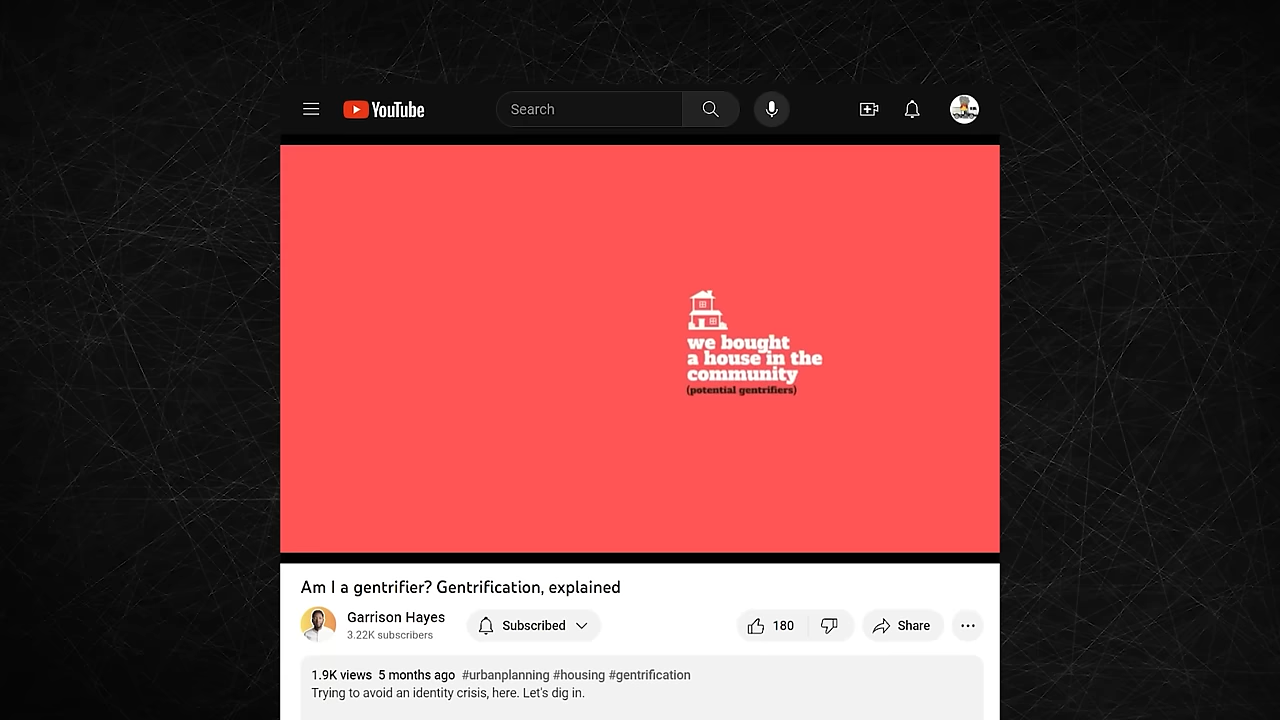 YouTube
Search
we bought
a house in the
community
(potential gentrifiers)
Am I a gentrifier? Gentrification, explained
Garrison Hayes
3.22K subscribers
Subscribed
180
Share
1.9K views 5 months ago #urbanplanning #housing #gentrification
Trying to avoid an identity crisis, here. Let's dig in.